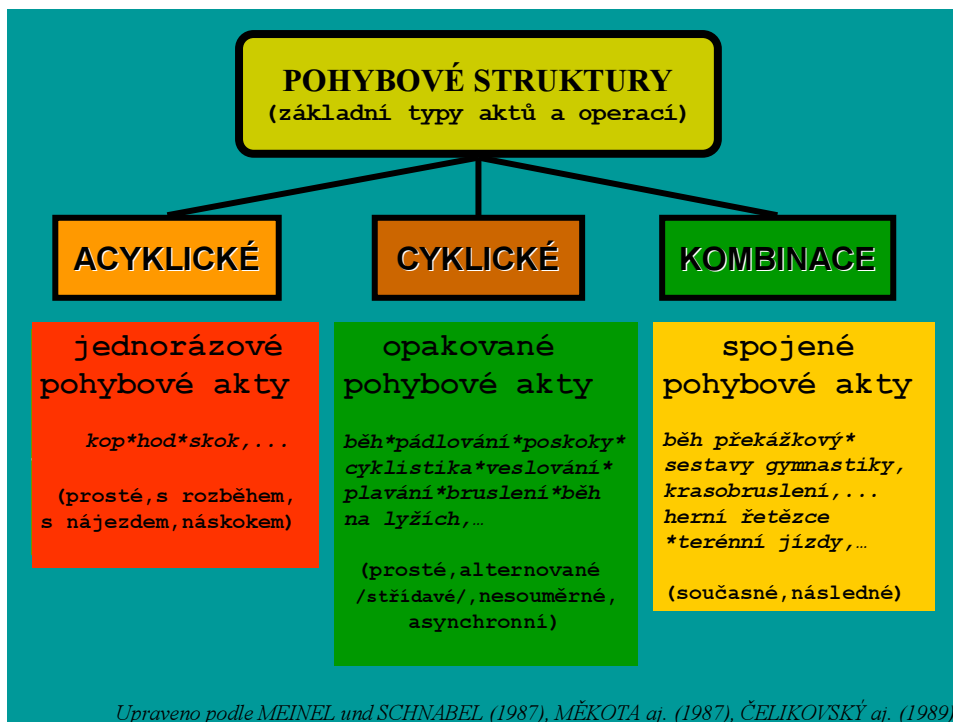 POHYBOVÉ STRUKTURY
(základní typy aktů a operací)
ACYKLICKÉ
CYKLICKÉ
KOMBINACE
jednorázové
pohybové akty
kop*hod*skok,...
(prosté,s rozběhem,
s nájezdem,náskokem)
opakované
pohybové akty
běh*pádlování*poskoky*
cyklistika*veslování*
plavání*bruslení*běh
na lyžích,…
(prosté,alternované
/střídavé/,nesouměrné,
asynchronní)
spojené
pohybové akty
běh překážkový*
sestavy gymnastiky,
krasobruslení,...
herní řetězce
*terénní jízdy,…
(současné,následné)
Upraveno podle MEINEL und SCHNABEL (1987), MĚKOTA aj. (1987), ČELIKOVSKÝ aj. (1989)